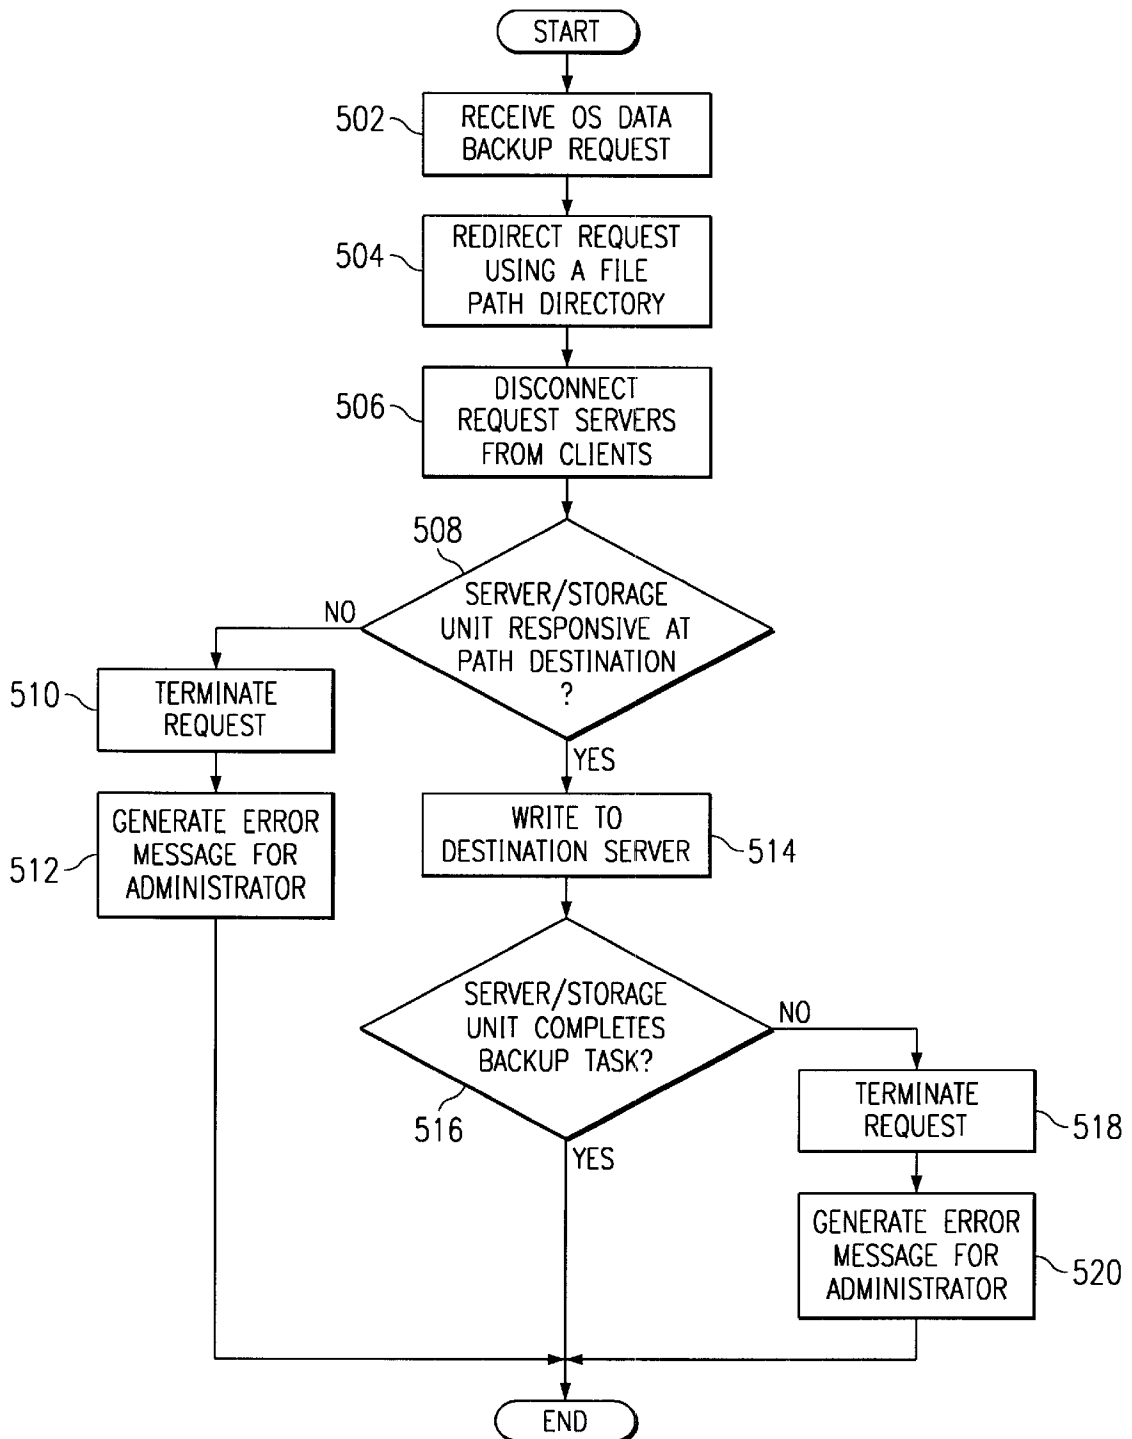 START
502
RECEIVE OS DATA
BACKUP REQUEST
504
REDIRECT REQUEST
USING A FILE
PATH DIRECTORY
506
DISCONNECT
REQUEST SERVERS
FROM CLIENTS
508
SERVER/STORAGE
UNIT RESPONSIVE AT
PATH DESTINATION
?
NO
YES
510
TERMINATE
REQUEST
512
GENERATE ERROR
MESSAGE FOR
ADMINISTRATOR
WRITE TO
DESTINATION SERVER
514
SERVER/STORAGE
UNIT COMPLETES
BACKUP TASK?
516
NO
YES
TERMINATE
REQUEST
518
GENERATE ERROR
MESSAGE FOR
ADMINISTRATOR
520
END